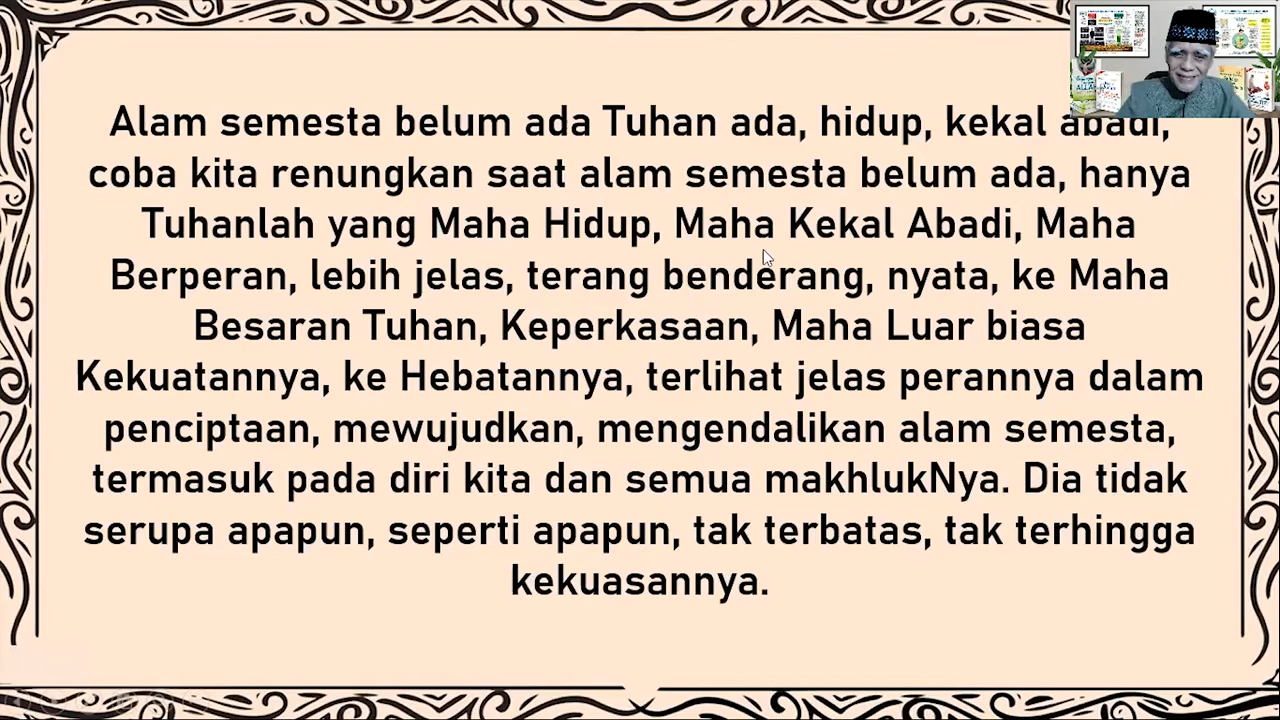 Alam semesta belum ada Tuhan ada, hidup, kekal abadi,
coba kita renungkan saat alam semesta belum ada, hanya
Tuhanlah yang Maha Hidup, Maha Kekal Abadi, Maha
Berperan, lebih jelas, terang benderang, nyata, ke Maha
Besaran Tuhan, Keperkasaan, Maha Luar biasa
Kekuatannya, ke Hebatannya, terlihat jelas perannya dalam
penciptaan, mewujudkan, mengendalikan alam semesta,
termasuk pada diri kita dan semua makhlukNya. Dia tidak
serupa apapun, seperti apapun, tak terbatas, tak terhingga
kekuasannya.